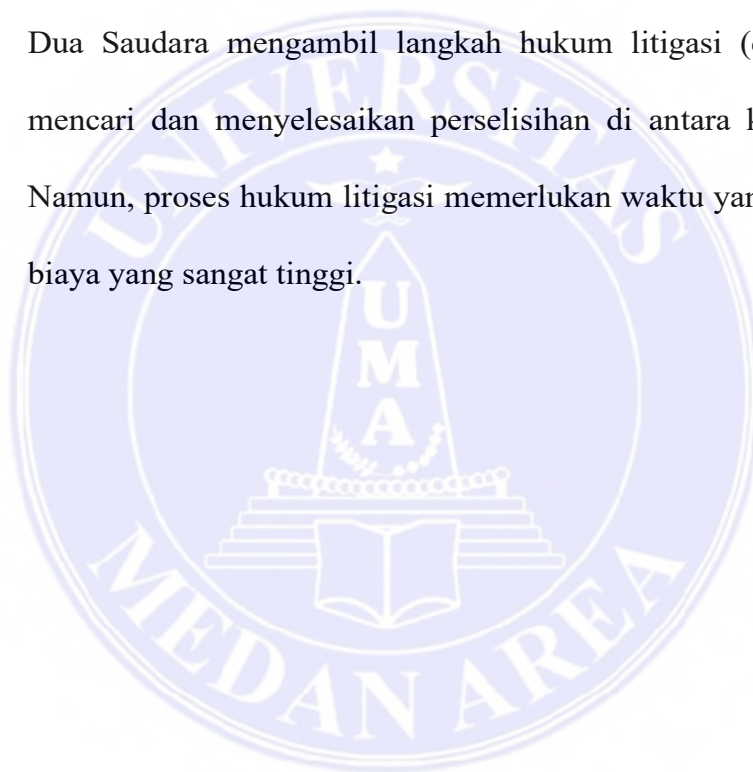 Dua Saudara mengambil langkah hukum litigasi
mencari dan menyelesaikan perselisihan di antara
Namun, proses hukum litigasi memerlukan waktu
biaya yang sangat tinggi.
UNIVERSITAS
UMA
MEDAN AREA